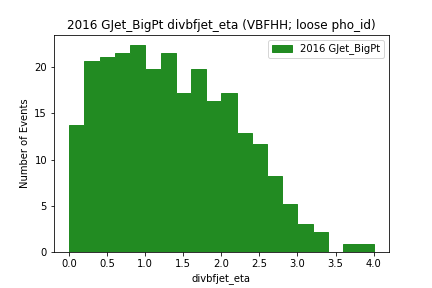 2016 GJet_BigPt divbfjet_eta (VBFHH; loose pho_id)
2016 GJet_BigPt
Number of Events
20
15
10
5
0
0.0 0.5 1.0 1.5 2.0 2.5 3.0 3.5 4.0
divbfjet_eta